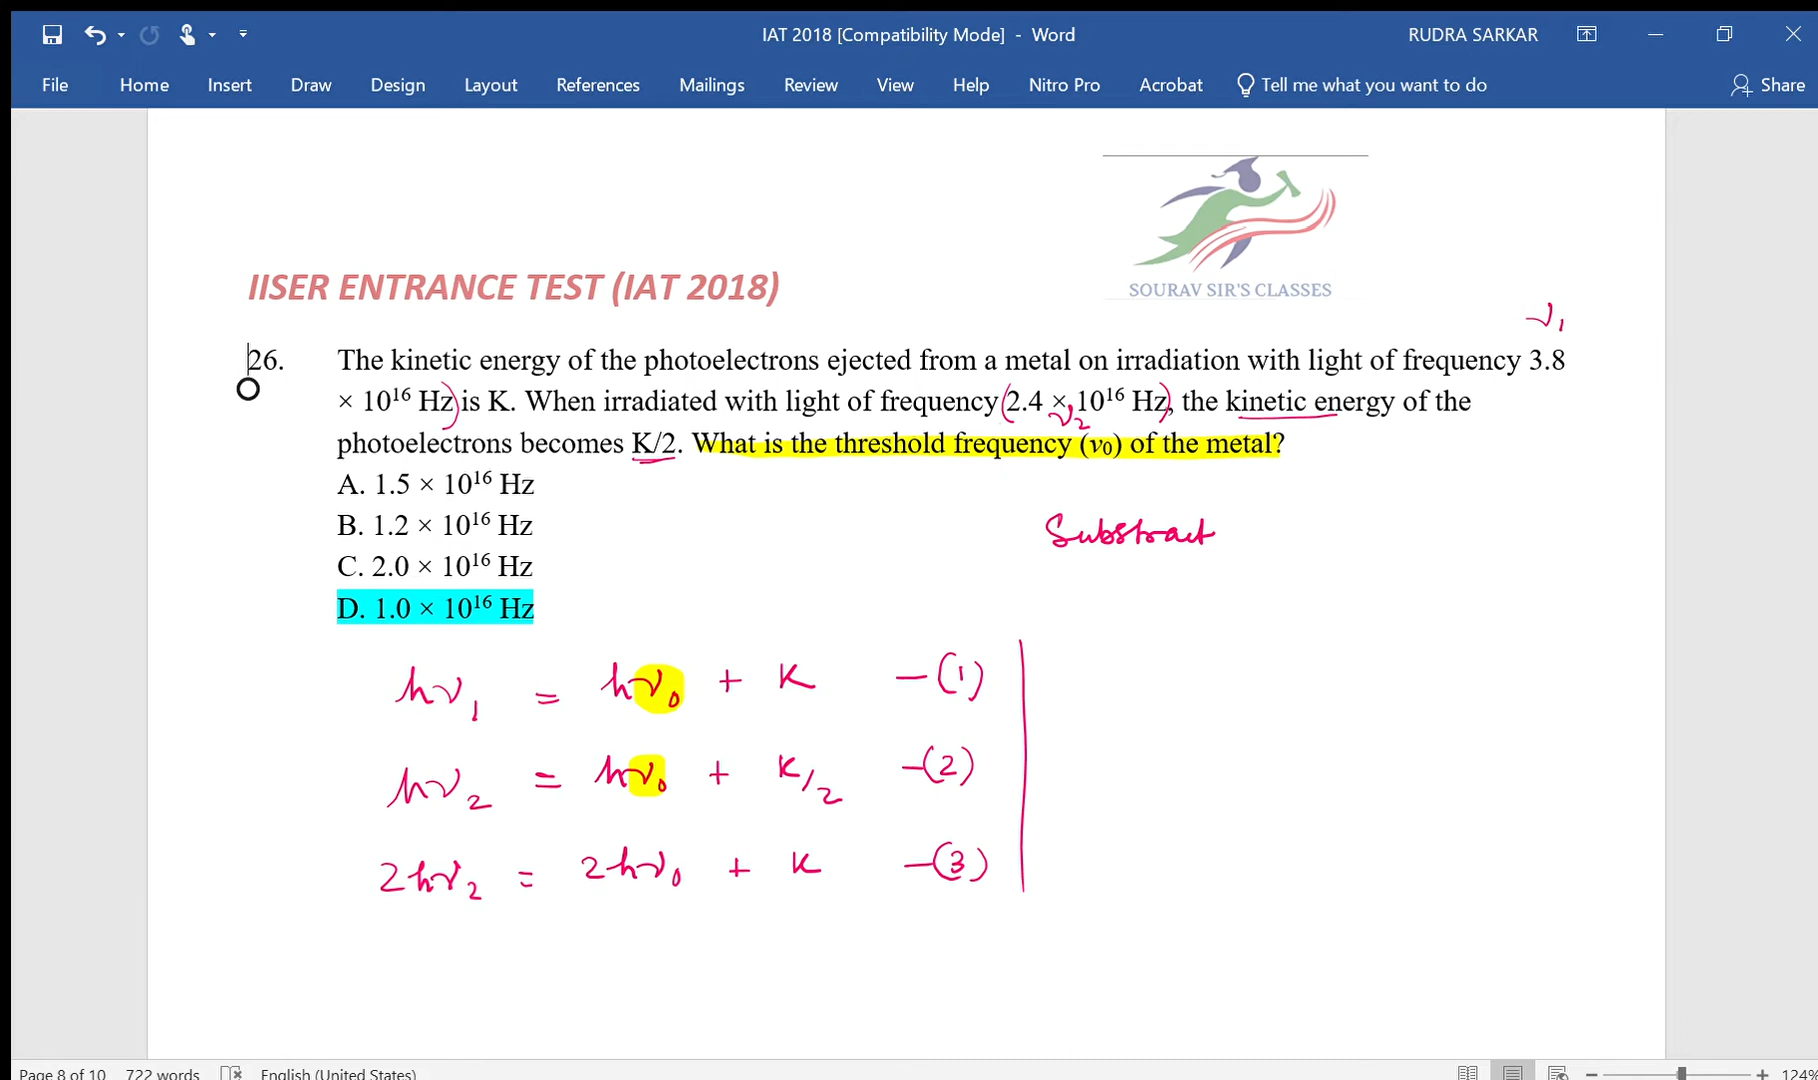 IAT 2018 [Compatibility Mode] - Word
RUDRA SARKAR
File Home Insert Draw Design Layout References Mailings Review View Help Nitro Pro Acrobat Tell me what you want to do Share
SOURAV SIR'S CLASSES
IISER ENTRANCE TEST (IAT 2018)
ν₁
26. The kinetic energy of the photoelectrons ejected from a metal on irradiation with light of frequency 3.8
× 10¹⁶ Hz) is K. When irradiated with light of frequency (2.4 × 10¹⁶ Hz), the kinetic energy of the
ν₂
photoelectrons becomes K/2. What is the threshold frequency (ν₀) of the metal?
A. 1.5 × 10¹⁶ Hz
B. 1.2 × 10¹⁶ Hz
Substract
C. 2.0 × 10¹⁶ Hz
D. 1.0 × 10¹⁶ Hz
hν₁ = hν₀ + K -(1)
hν₂ = hν₀ + K/2 -(2)
2hν₂ = 2hν₀ + K -(3)
Page 8 of 10 722 words English (United States) 124%